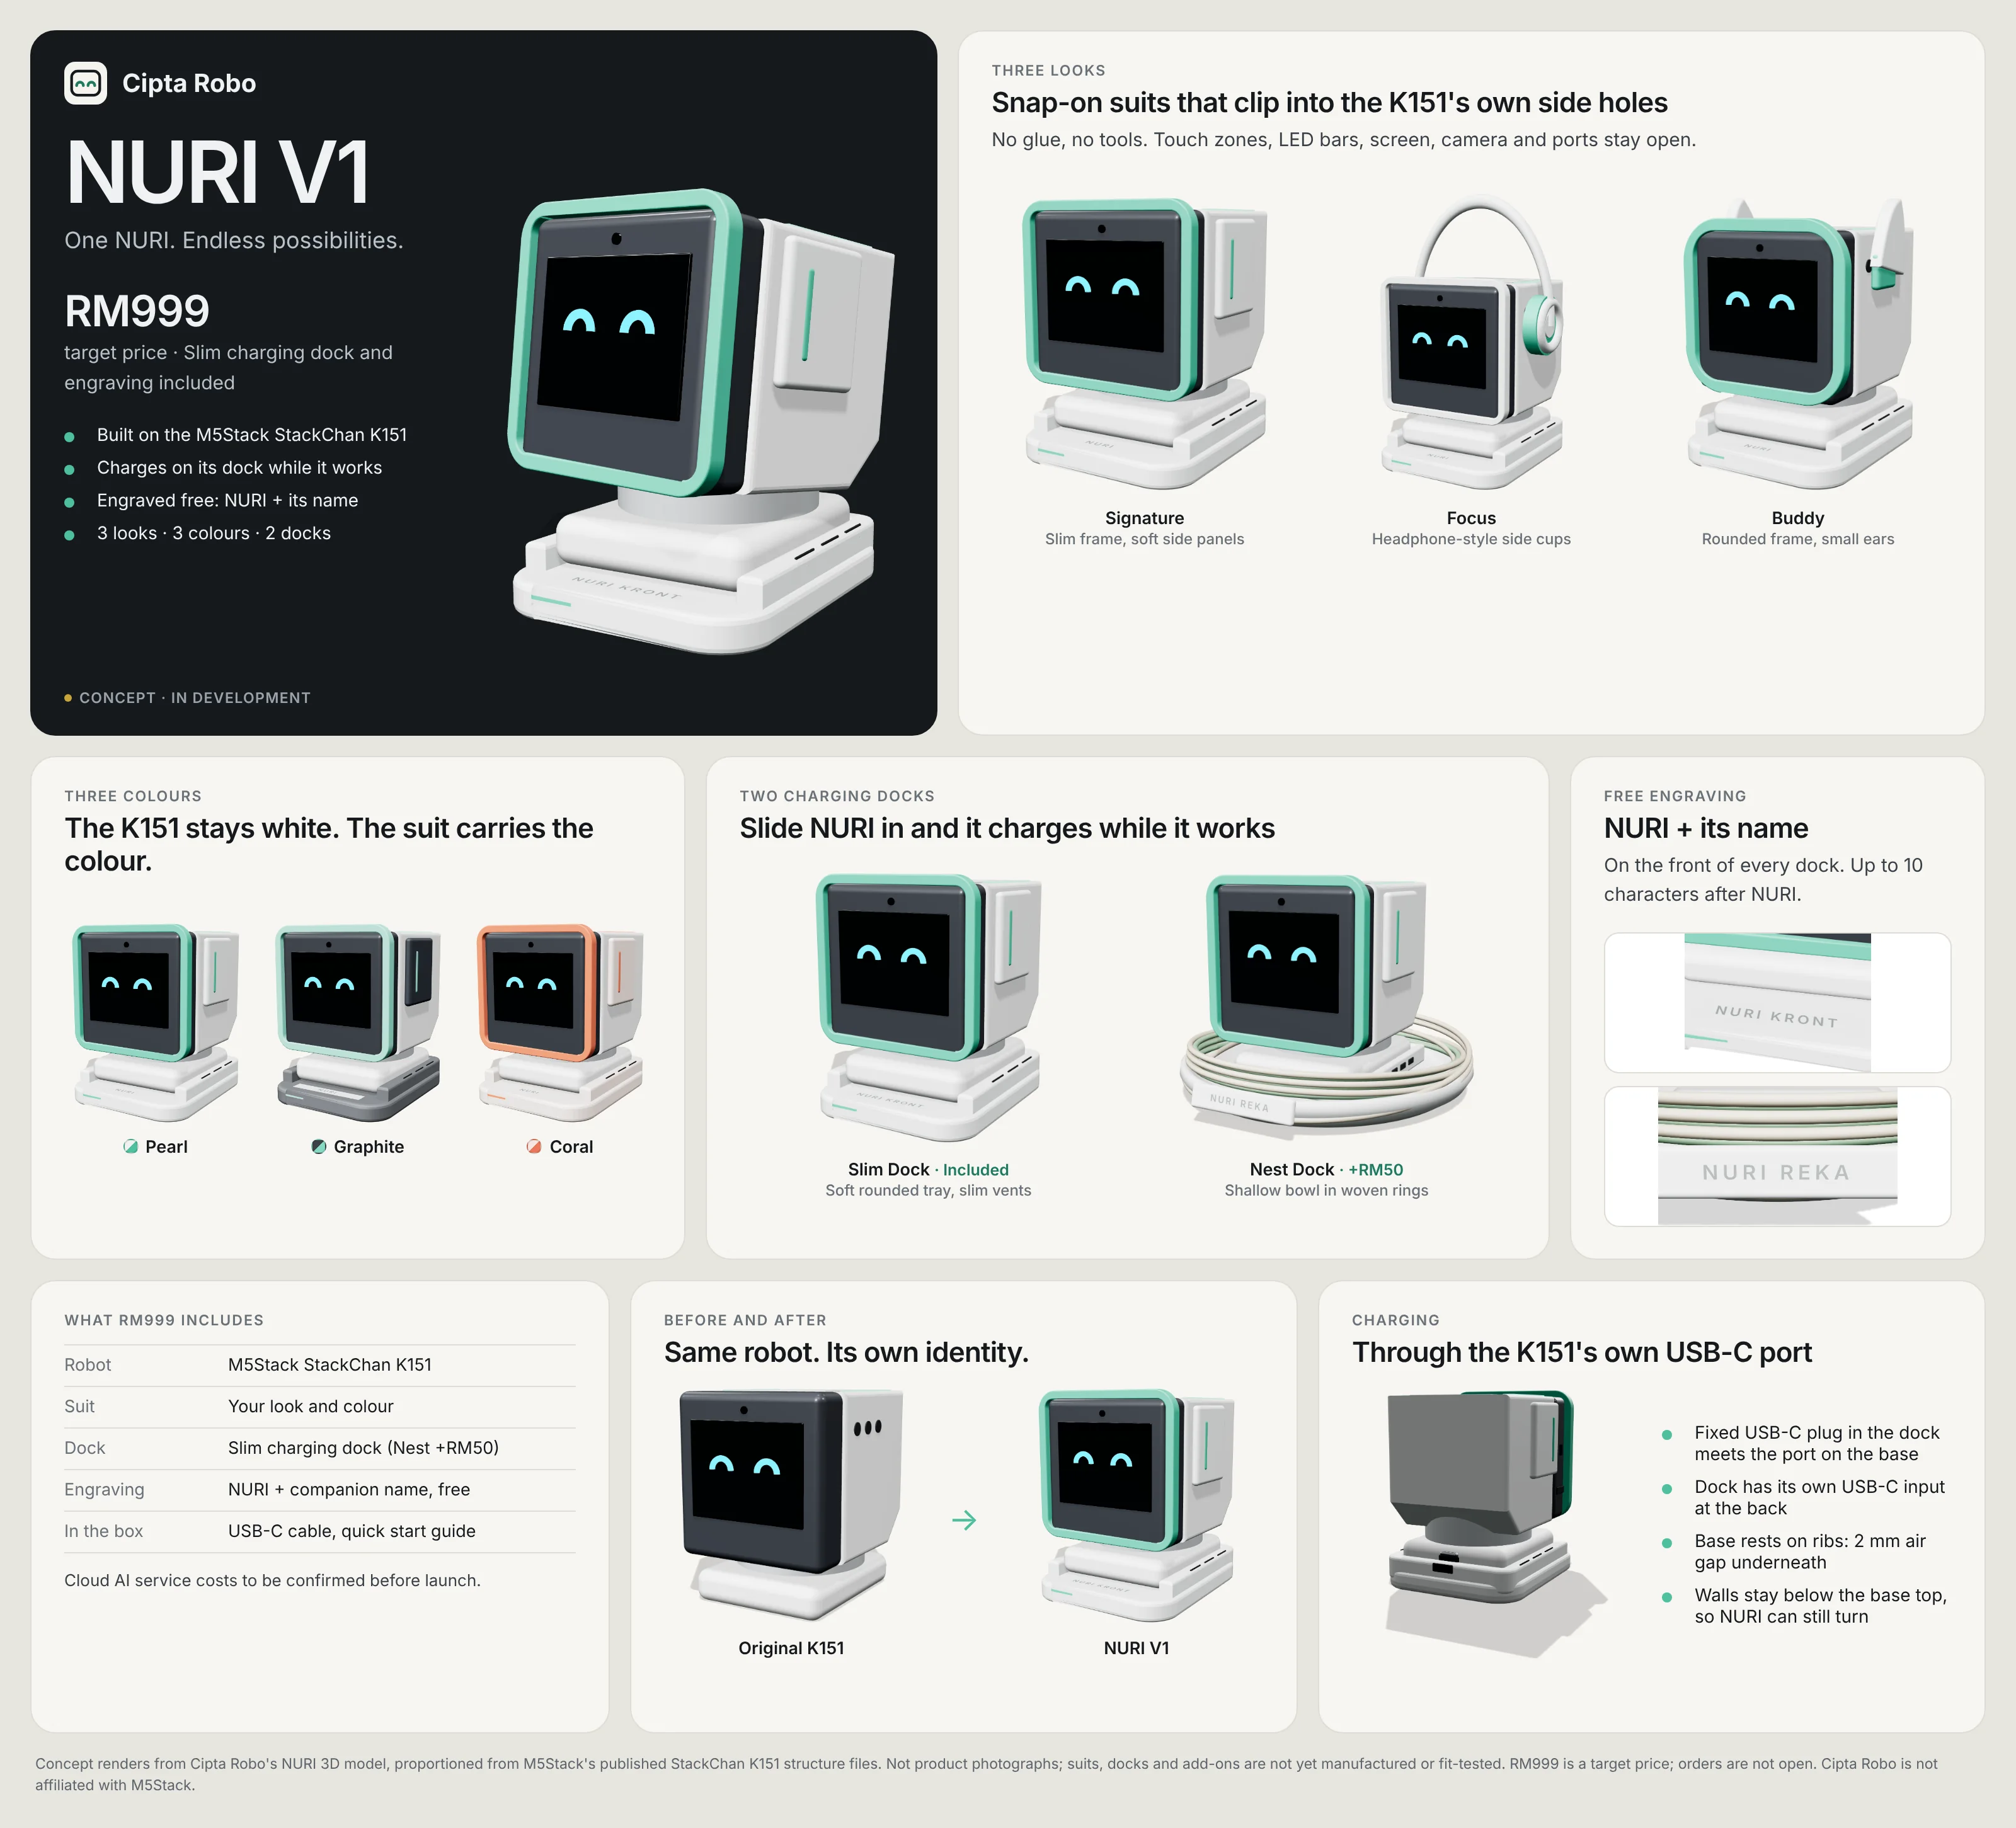 Cipta Robo
NURI V1
One NURI. Endless possibilities.
RM999
target price · Slim charging dock and
engraving included
Built on the M5Stack StackChan K151
Charges on its dock while it works
Engraved free: NURI + its name
3 looks · 3 colours · 2 docks
NURI KRONT
CONCEPT · IN DEVELOPMENT
THREE LOOKS
Snap-on suits that clip into the K151's own side holes
No glue, no tools. Touch zones, LED bars, screen, camera and ports stay open.
NURI
NURI
NURI
Signature
Slim frame, soft side panels
Focus
Headphone-style side cups
Buddy
Rounded frame, small ears
THREE COLOURS
The K151 stays white. The suit carries the
colour.
NURI
NURI
Pearl
Graphite
Coral
TWO CHARGING DOCKS
Slide NURI in and it charges while it works
NURI KRONT
NURI REKA
Slim Dock · Included
Soft rounded tray, slim vents
Nest Dock · +RM50
Shallow bowl in woven rings
FREE ENGRAVING
NURI + its name
On the front of every dock. Up to 10
characters after NURI.
NURI KRONT
NURI REKA
WHAT RM999 INCLUDES
Robot M5Stack StackChan K151
Suit Your look and colour
Dock Slim charging dock (Nest +RM50)
Engraving NURI + companion name, free
In the box USB-C cable, quick start guide
Cloud AI service costs to be confirmed before launch.
BEFORE AND AFTER
Same robot. Its own identity.
NURI KRONT
Original K151
NURI V1
CHARGING
Through the K151's own USB-C port
Fixed USB-C plug in the dock
meets the port on the base
Dock has its own USB-C input
at the back
Base rests on ribs: 2 mm air
gap underneath
Walls stay below the base top,
so NURI can still turn
Concept renders from Cipta Robo's NURI 3D model, proportioned from M5Stack's published StackChan K151 structure files. Not product photographs; suits, docks and add-ons are not yet manufactured or fit-tested. RM999 is a target price; orders are not open. Cipta Robo is not
affiliated with M5Stack.